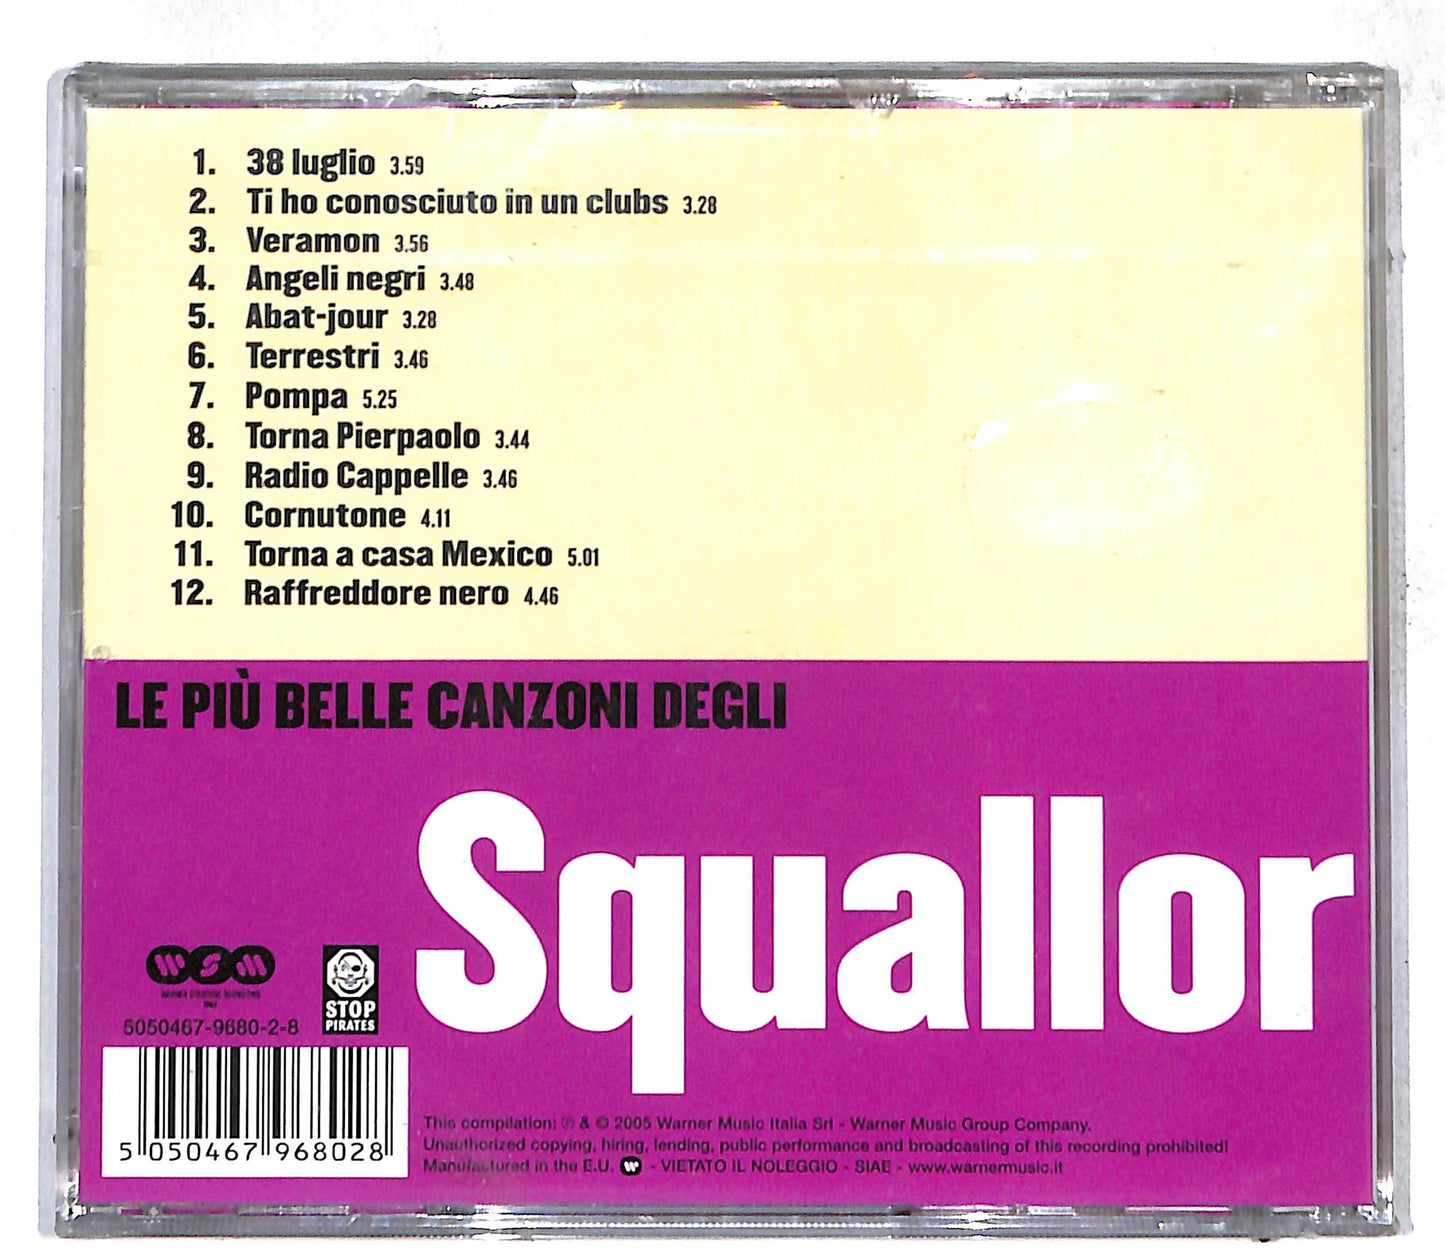 1. 38 luglio 3.59
2. Ti ho conosciuto in un clubs 3.28
3. Veramon 3.56
4. Angeli negri 3.48
5. Abat-jour 3.28
6. Terrestri 3.46
7. Pompa 5.25
8. Torna Pierpaolo 3.44
9. Radio Cappelle 3.46
10. Cornutone 4.11
11. Torna a casa Mexico 5.01
12. Raffreddore nero 4.46
LE PIÙ BELLE CANZONI DEGLI
Squallor
WSM
WARNER STRATEGIC MARKETING
STOP
PIRATES
5050467-9680-2-8
5 050467 968028
This compilation: ℗ & © 2005 Warner Music Italia Srl - Warner Music Group Company.
Unauthorized copying, hiring, lending, public performance and broadcasting of this recording prohibited!
Manufactured in the E.U. - VIETATO IL NOLEGGIO - SIAE - www.warnermusic.it